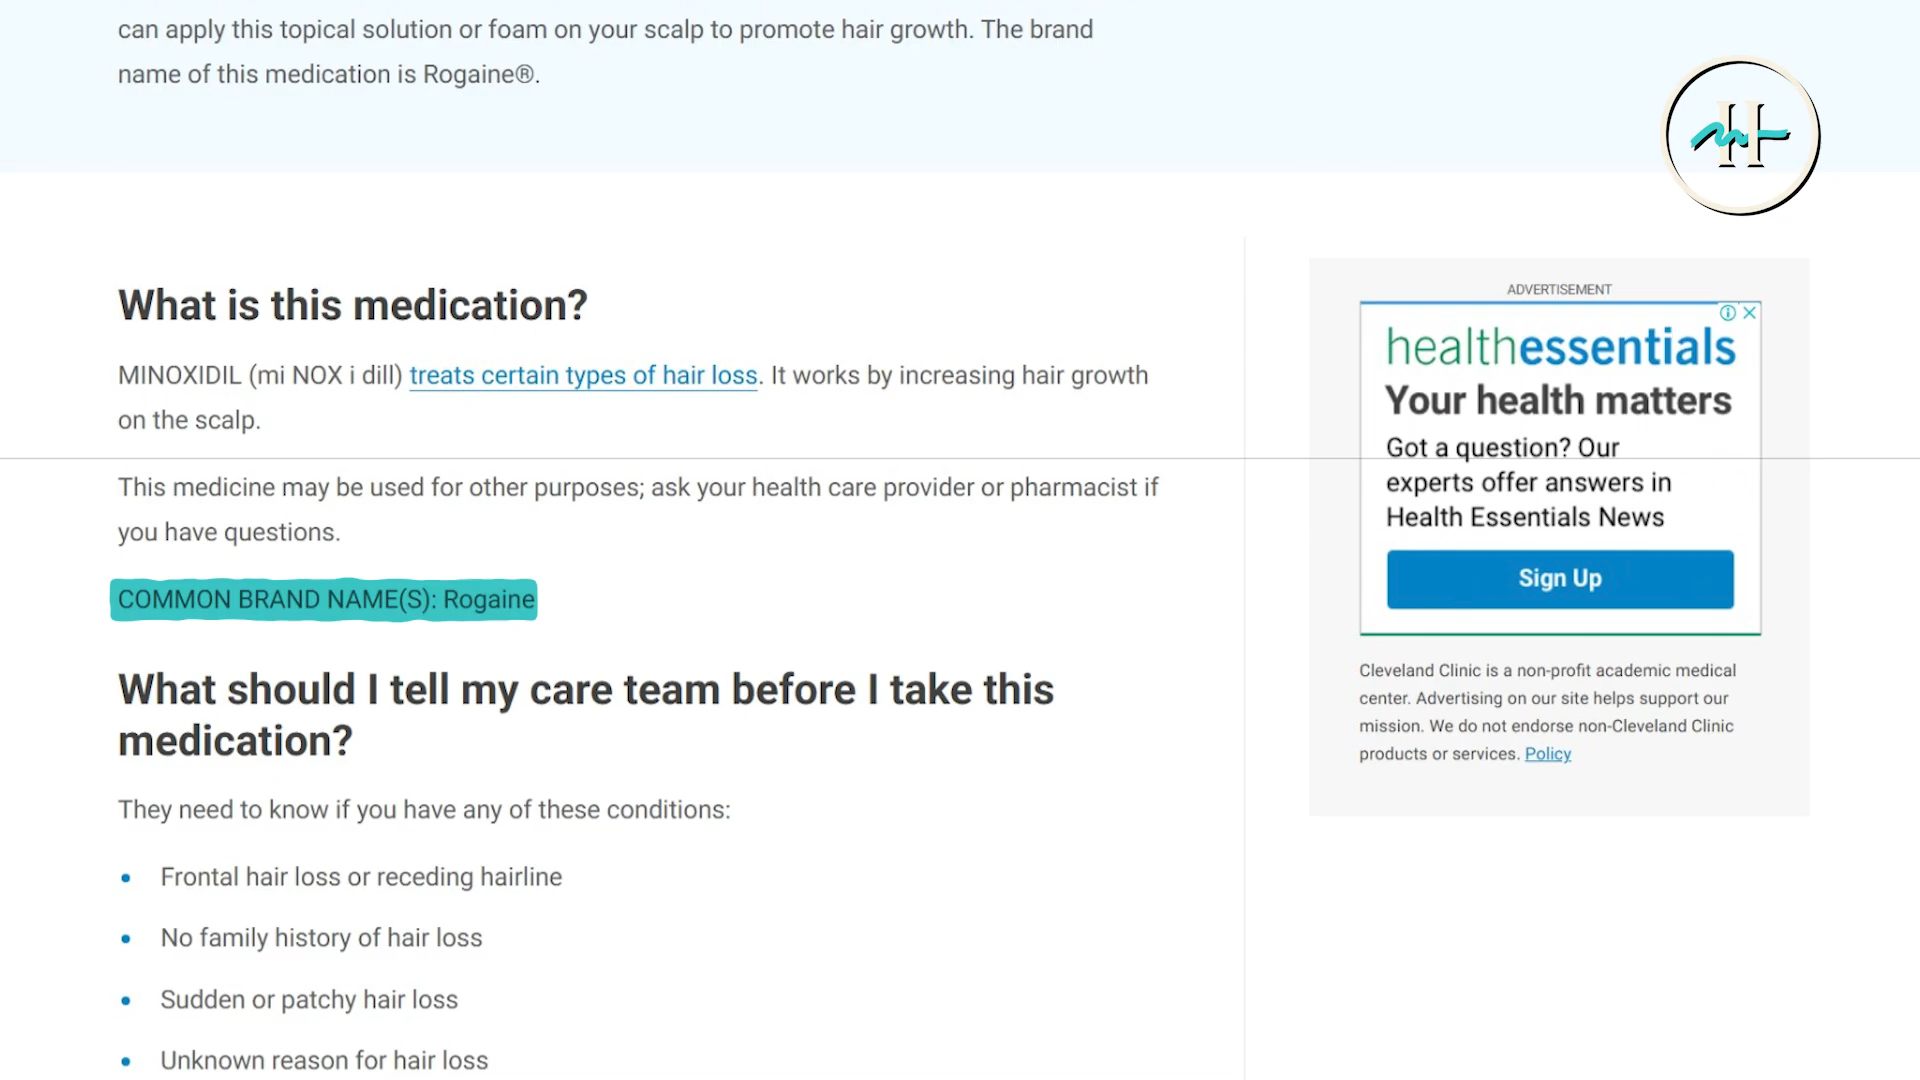 can apply this topical solution or foam on your scalp to promote hair growth. The brand
name of this medication is Rogaine®.
H
What is this medication?
MINOXIDIL (mi NOX i dill) treats certain types of hair loss. It works by increasing hair growth
on the scalp.
This medicine may be used for other purposes; ask your health care provider or pharmacist if
you have questions.
COMMON BRAND NAME(S): Rogaine
What should I tell my care team before I take this
medication?
They need to know if you have any of these conditions:
Frontal hair loss or receding hairline
No family history of hair loss
Sudden or patchy hair loss
Unknown reason for hair loss
ADVERTISEMENT
healthessentials
Your health matters
Got a question? Our
experts offer answers in
Health Essentials News
Sign Up
Cleveland Clinic is a non-profit academic medical
center. Advertising on our site helps support our
mission. We do not endorse non-Cleveland Clinic
products or services. Policy